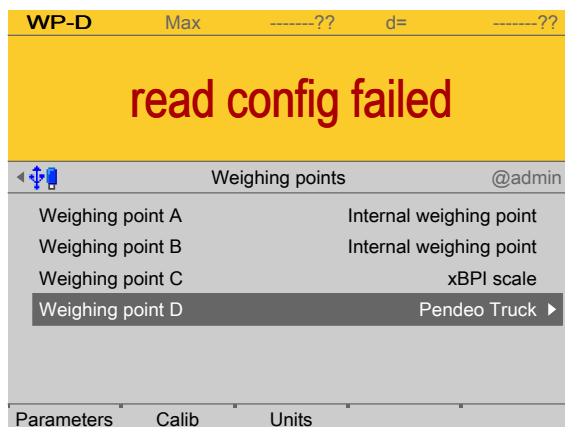 WP-D Max -------?? d= -------??
read config failed
Weighing points @admin
Weighing point A Internal weighing point
Weighing point B Internal weighing point
Weighing point C xBPI scale
Weighing point D Pendeo Truck
Parameters Calib Units